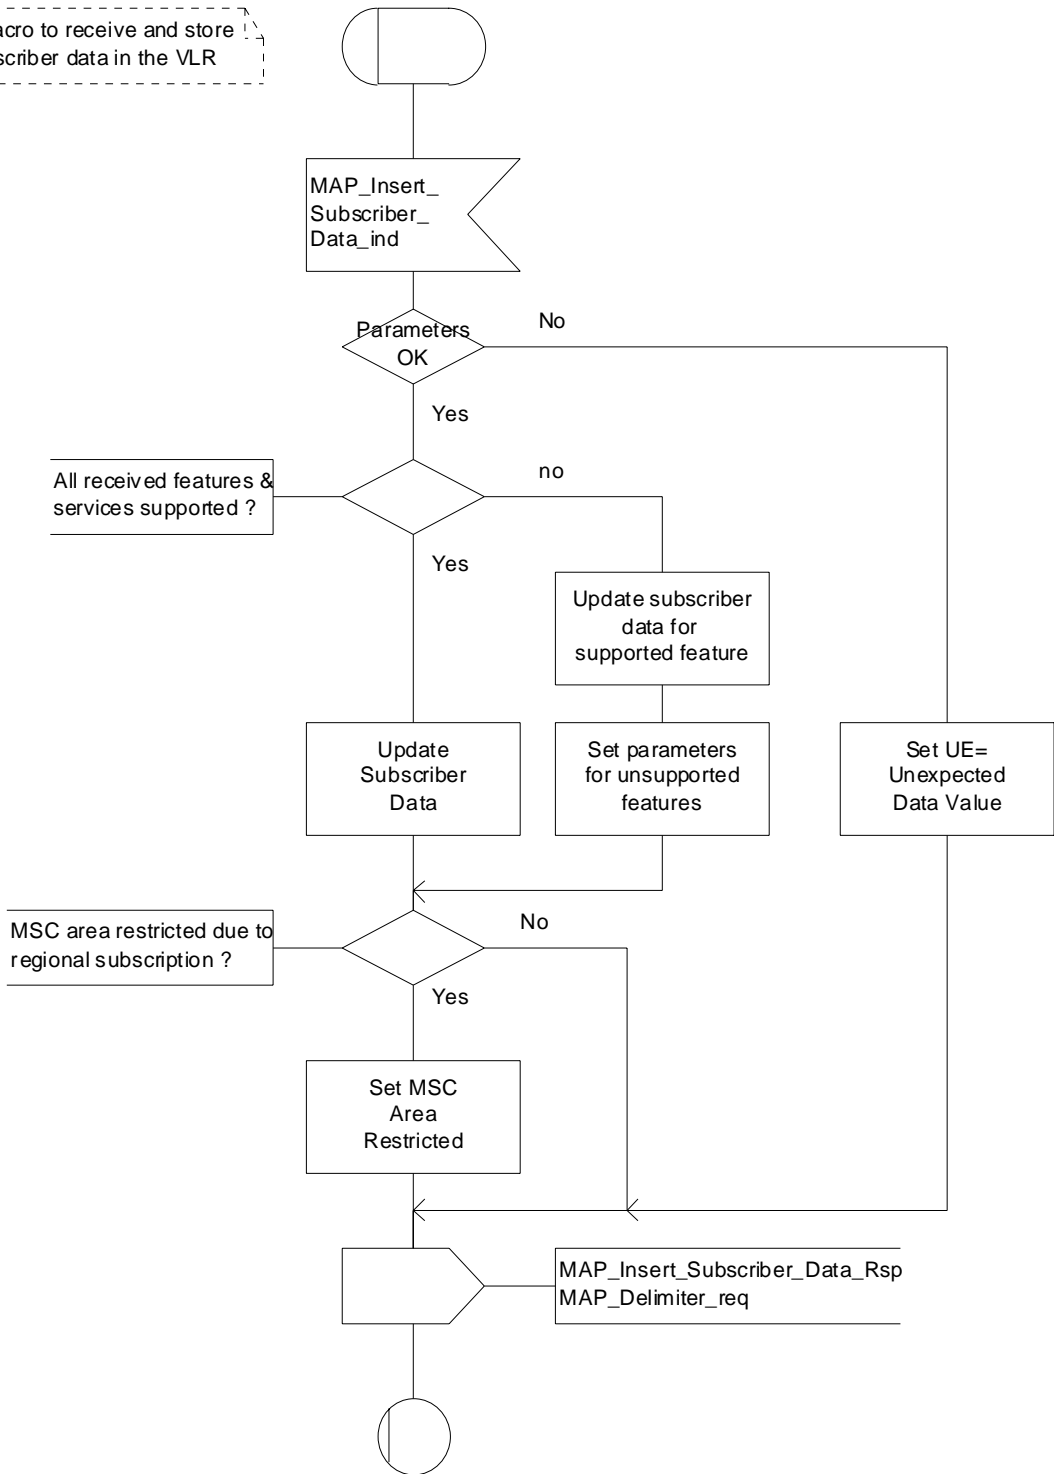 to receive and store
data in the VLR
MAP_Insert_
Subscriber_
Data_ind
Parameters
OK
No
Yes
All received features &
services supported ?
no
Yes
Update subscriber
data for
supported feature
Update
Subscriber
Data
Set parameters
for unsupported
features
Set UE=
Unexpected
Data Value
MSC area restricted due to
regional subscription ?
No
Yes
Set MSC
Area
Restricted
MAP_Insert_Subscriber_Data_Rsp
MAP_Delimiter_req